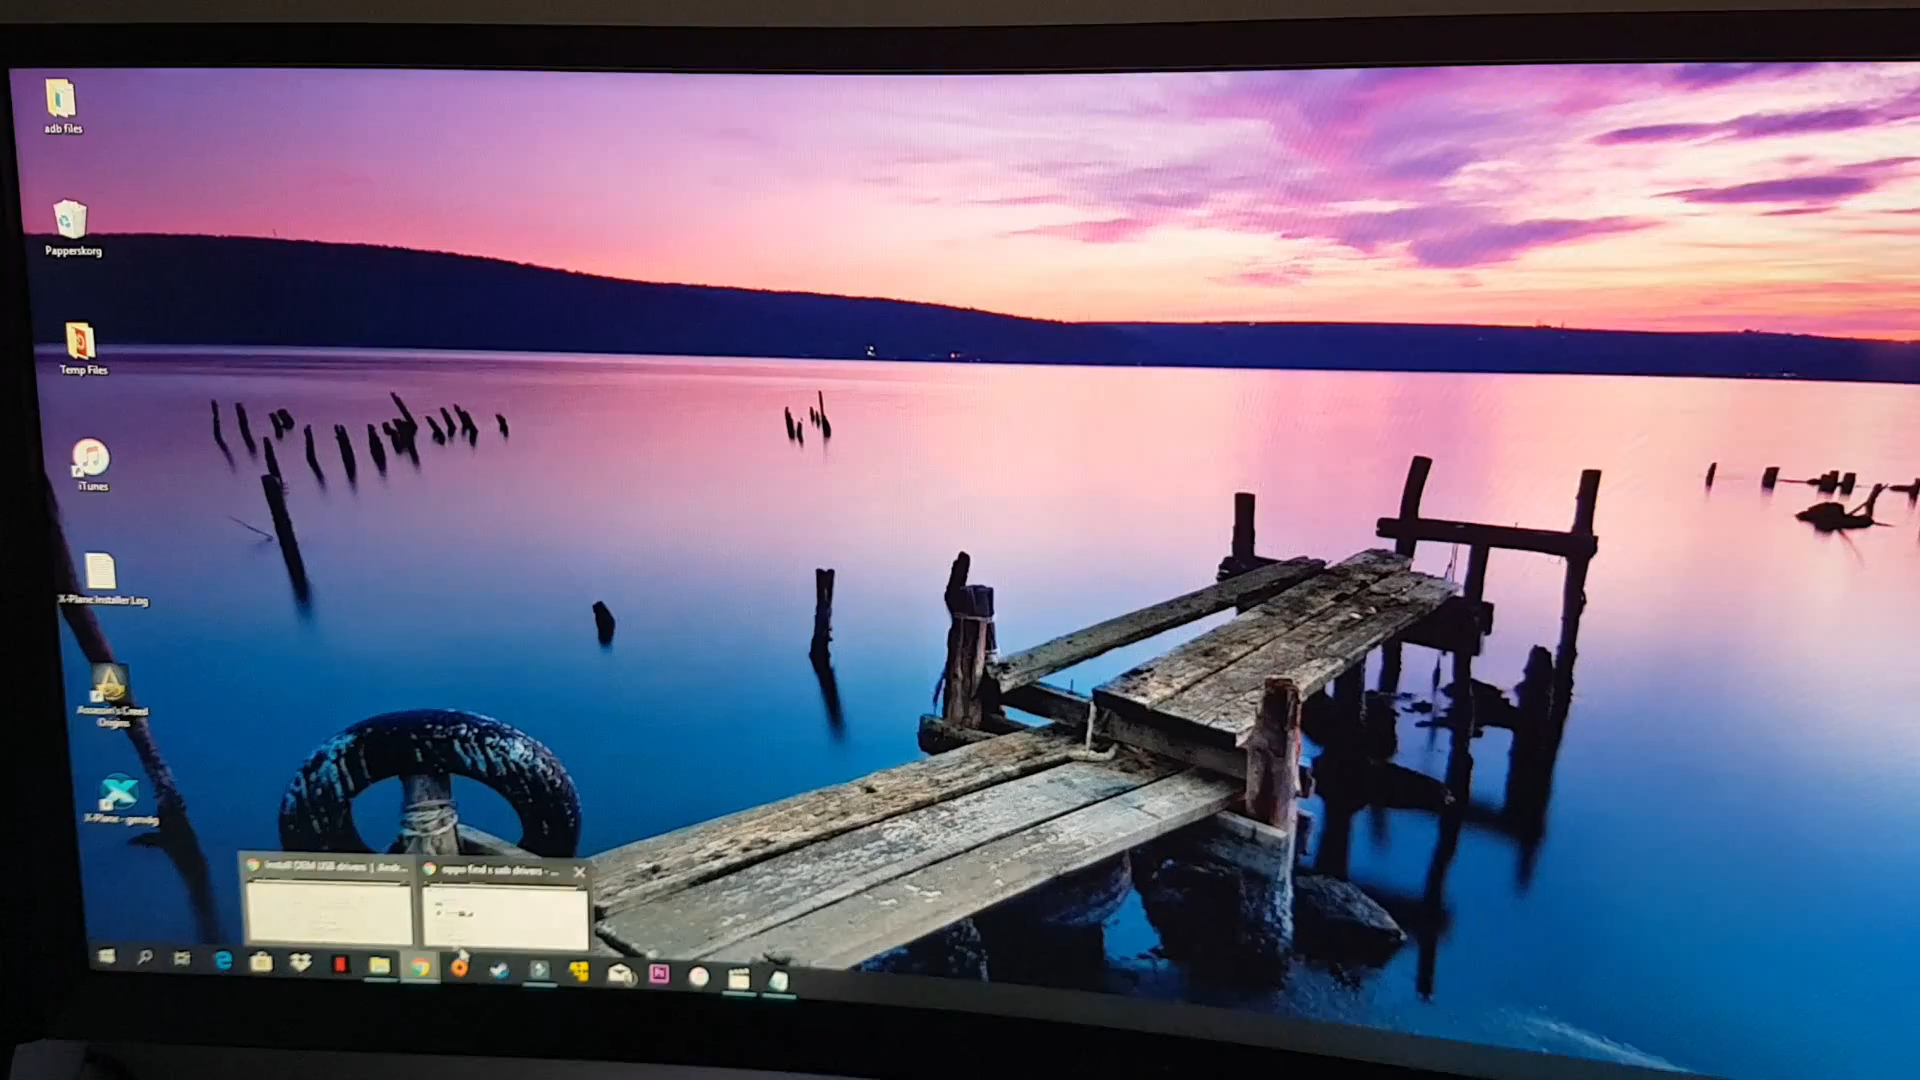 adb files
Papperskorg
Temp Files
iTunes
X-Plane Installer Log
Assassin's Creed
Origins
X-Plane - genväg
Install OEM USB drivers | Andr...
oppo find x usb drivers - ...